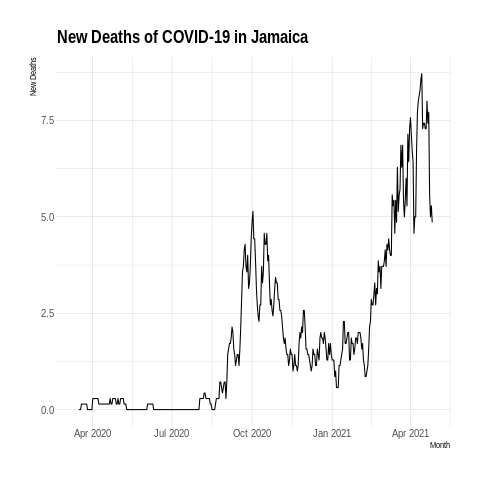 New Deaths of COVID-19 in Jamaica
New Deaths
7.5
5.0
2.5
0.0
Apr 2020 Jul 2020 Oct 2020 Jan 2021 Apr 2021
Month